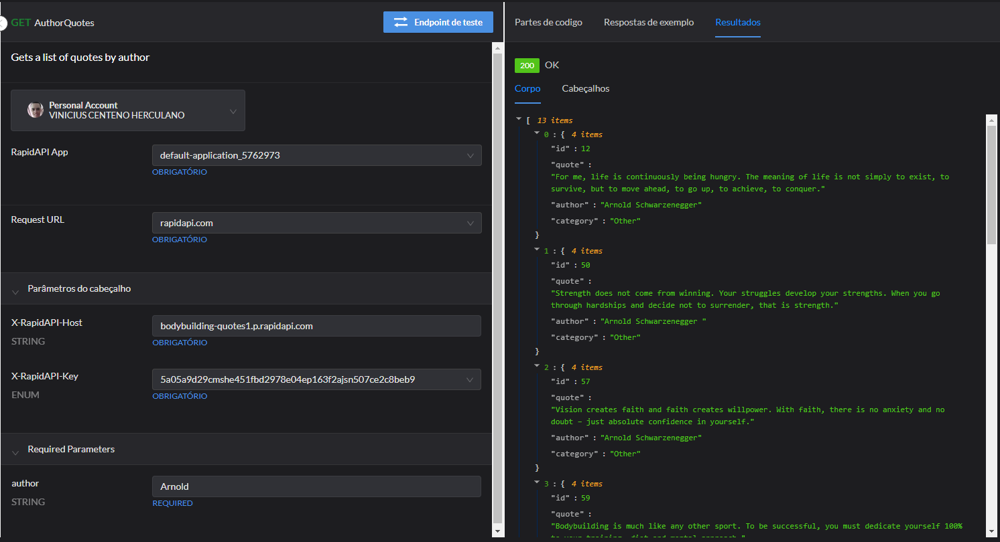 GET AuthorQuotes
Endpoint de teste
Gets a list of quotes by author
Personal Account
VINICIUS CENTENO HERCULANO
RapidAPI App
default-application_5762973
OBRIGATÓRIO
Request URL
rapidapi.com
OBRIGATÓRIO
Parâmetros do cabeçalho
X-RapidAPI-Host
bodybuilding-quotes1.p.rapidapi.com
STRING
OBRIGATÓRIO
X-RapidAPI-Key
5a05a9d29cmshe451fbd2978e04ep163f2ajsn507ce2c8beb9
ENUM
OBRIGATÓRIO
Required Parameters
author
Arnold
STRING
REQUIRED
Partes de codigo Respostas de exemplo Resultados
200 OK
Corpo Cabeçalhos
[ 13 items
0 : { 4 items
"id" : 12
"quote" :
"For me, life is continuously being hungry. The meaning of life is not simply to exist, to
survive, but to move ahead, to go up, to achieve, to conquer."
"author" : "Arnold Schwarzenegger"
"category" : "Other"
}
1 : { 4 items
"id" : 50
"quote" :
"Strength does not come from winning. Your struggles develop your strengths. When you go
through hardships and decide not to surrender, that is strength."
"author" : "Arnold Schwarzenegger "
"category" : "Other"
}
2 : { 4 items
"id" : 57
"quote" :
"Vision creates faith and faith creates willpower. With faith, there is no anxiety and no
doubt – just absolute confidence in yourself."
"author" : "Arnold Schwarzenegger"
"category" : "Other"
}
3 : { 4 items
"id" : 59
"quote" :
"Bodybuilding is much like any other sport. To be successful, you must dedicate yourself 100%
to your training, diet and mental approach."